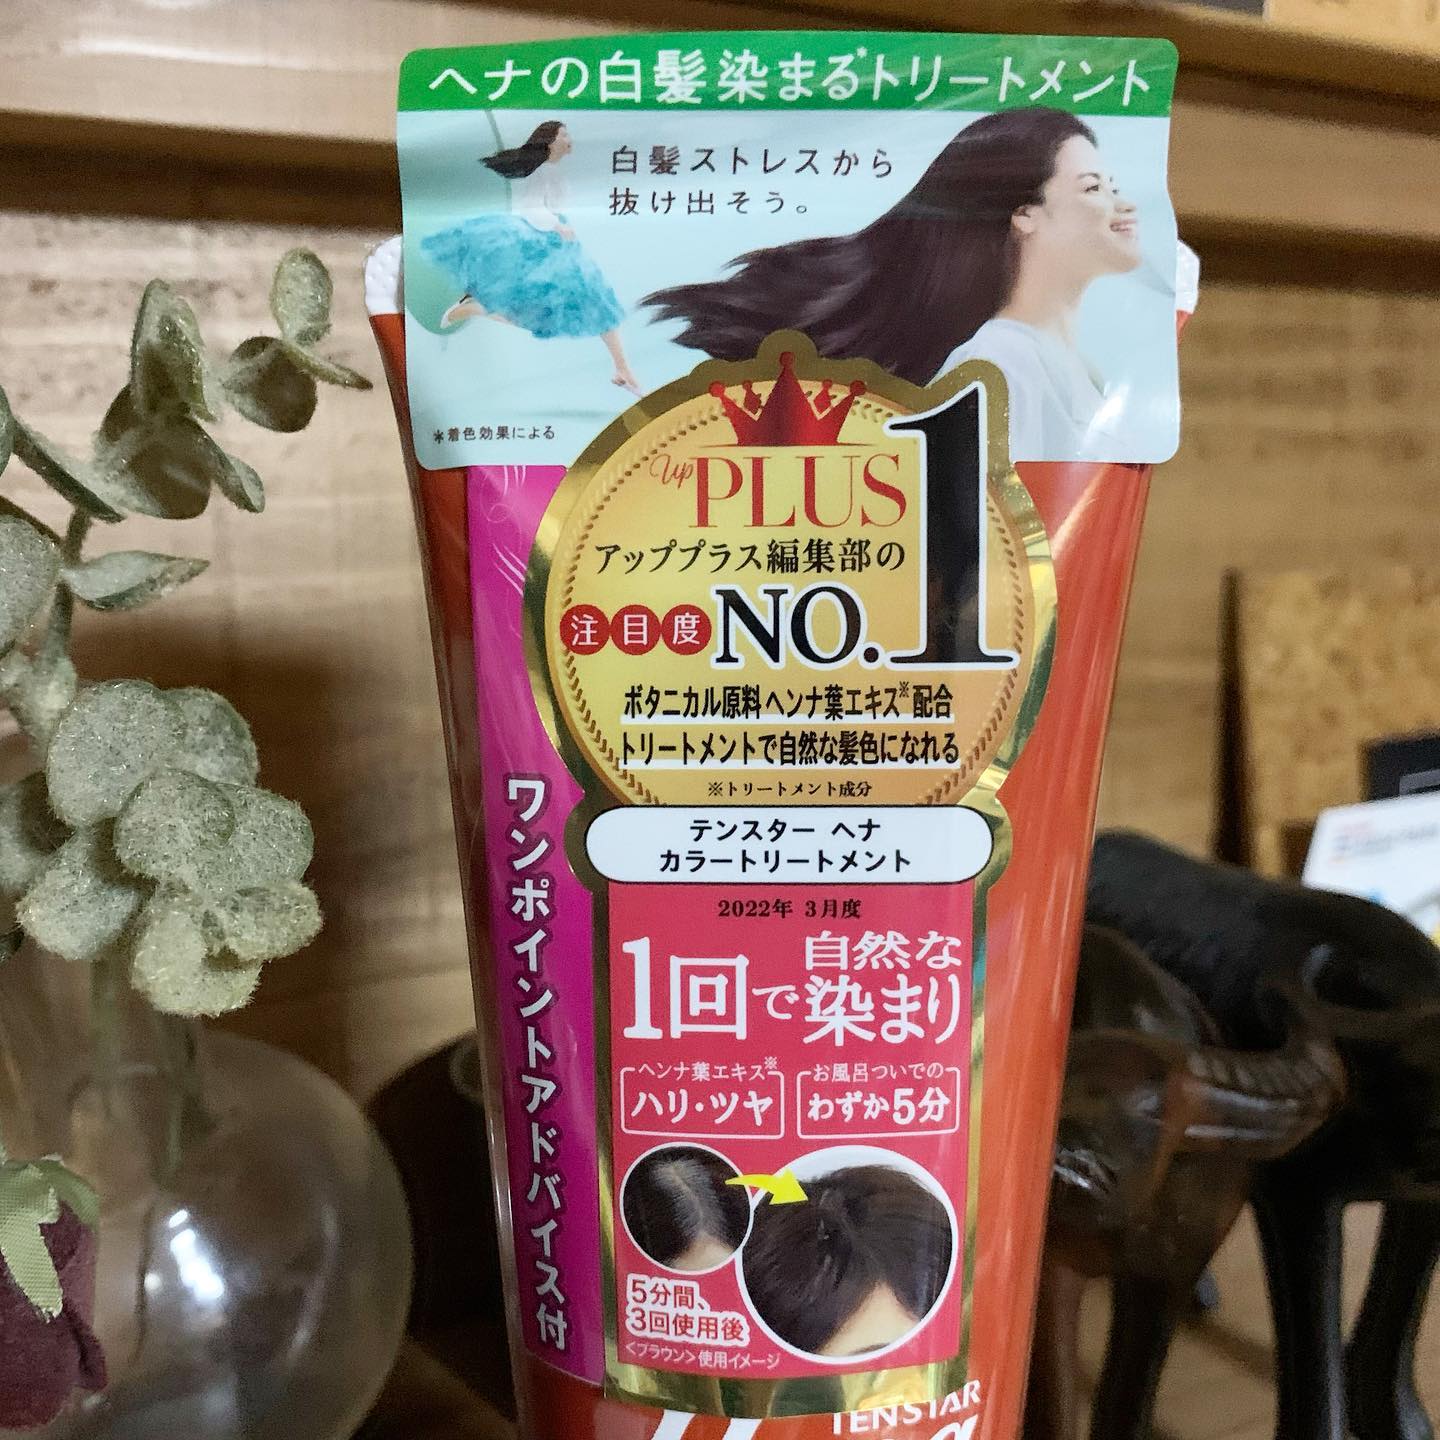 ヘナの白髪染まる*トリートメント
白髪ストレスから
抜け出そう。
*着色効果による
up PLUS
アッププラス編集部の
注目度 NO.1
ボタニカル原料ヘンナ葉エキス※配合
トリートメントで自然な髪色になれる
※トリートメント成分
テンスター ヘナ
カラートリートメント
2022年 3月度
1回で自然な染まり
ヘンナ葉エキス※
ハリ・ツヤ
お風呂ついでの
わずか5分
5分間、
3回使用後
<ブラウン>使用イメージ
ワンポイントアドバイス付
TENSTAR